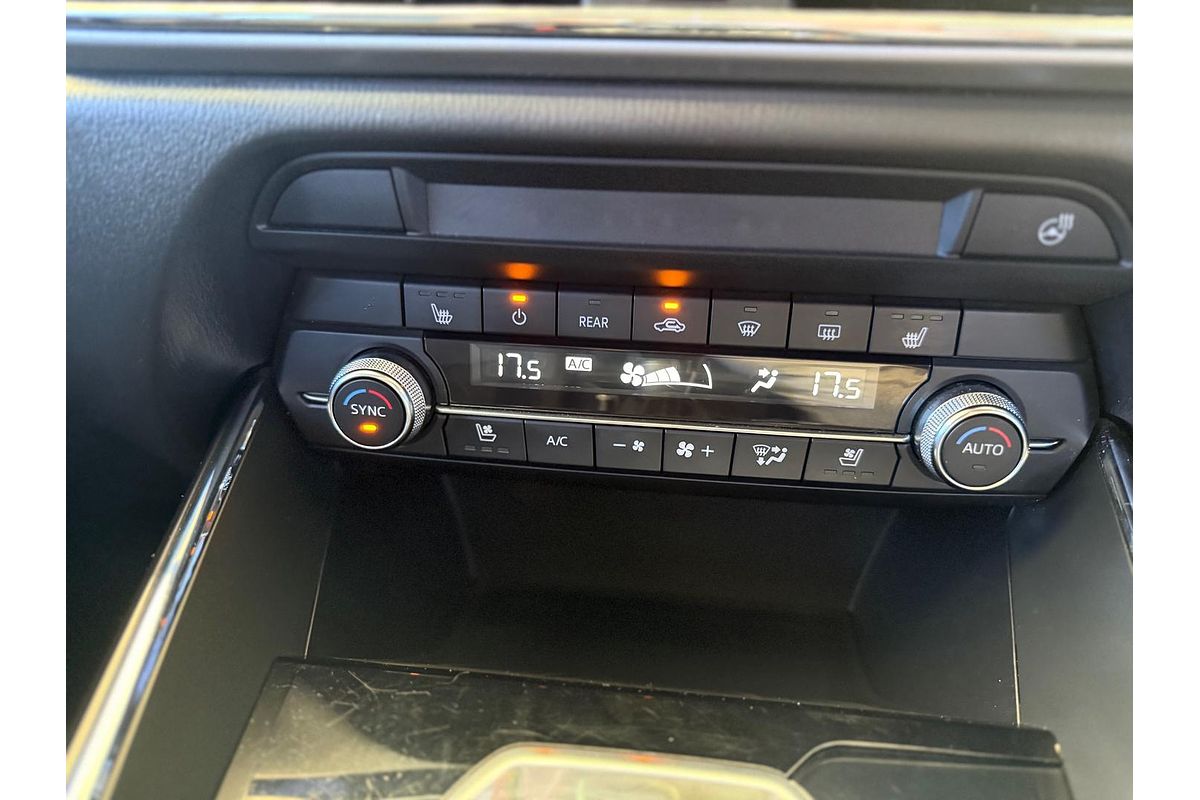 REAR
17.5 A/C 17.5
SYNC
A/C
- +
AUTO